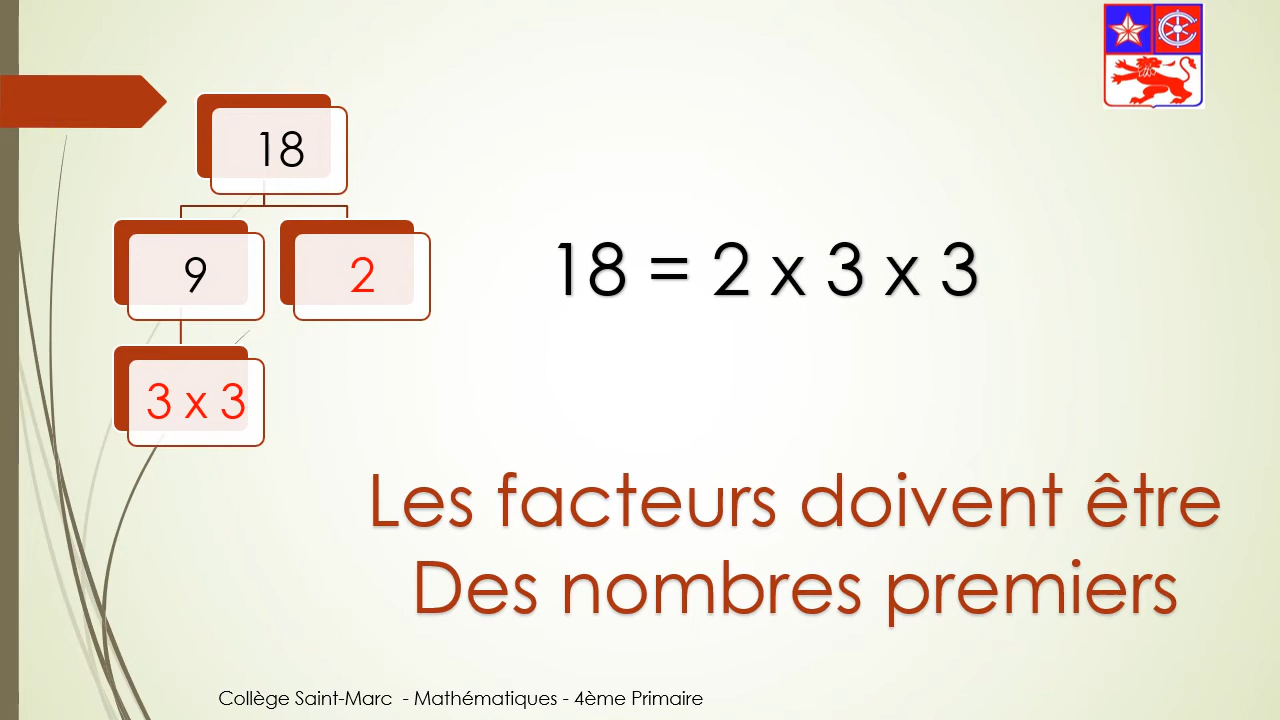 18
9
2
3 x 3
18 = 2 x 3 x 3
Les facteurs doivent être
Des nombres premiers
Collège Saint-Marc - Mathématiques - 4ème Primaire